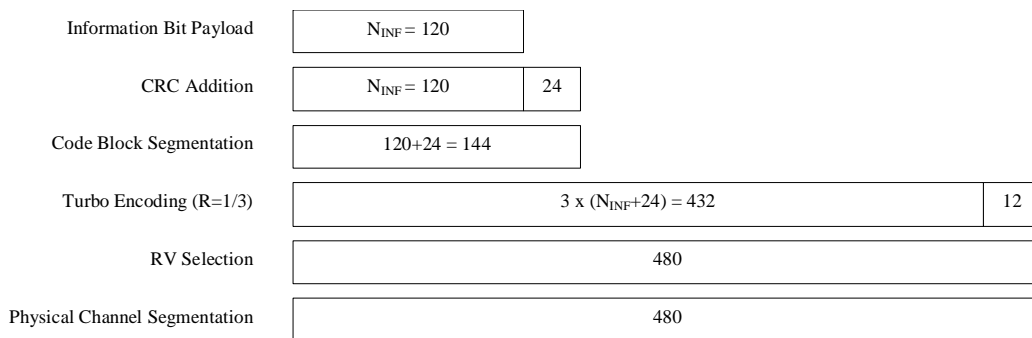 Information Bit Payload N_INF = 120
CRC Addition N_INF = 120 24
Code Block Segmentation 120+24 = 144
Turbo Encoding (R=1/3) 3 x (N_INF+24) = 432 12
RV Selection 480
Physical Channel Segmentation 480